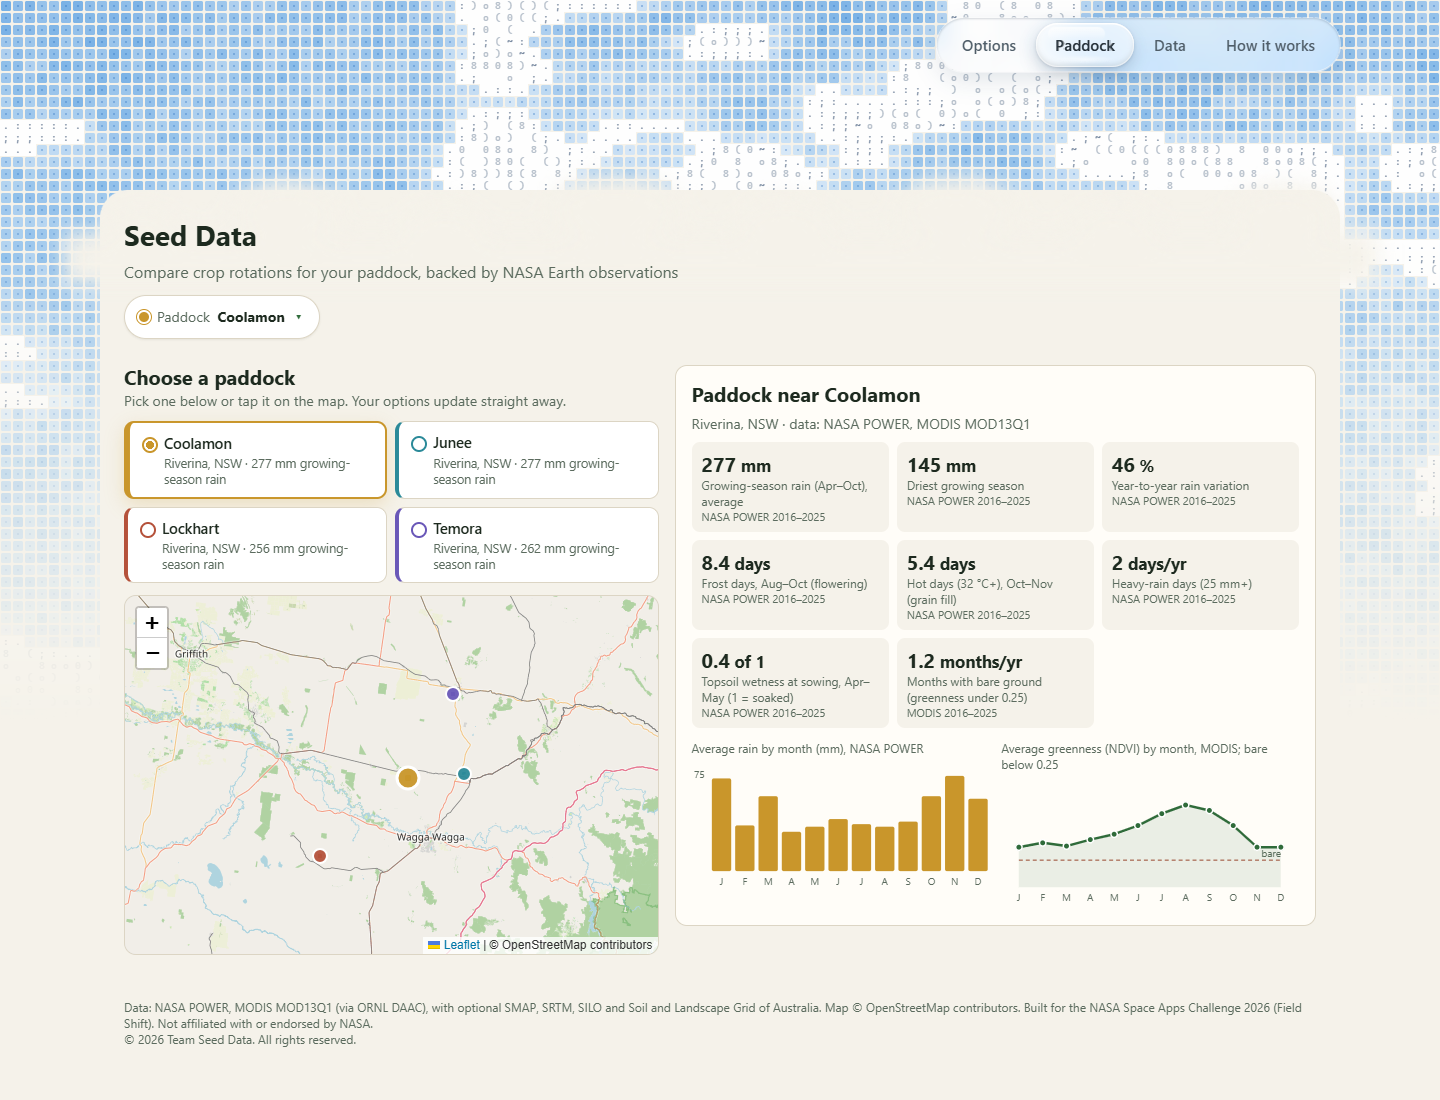 Options
Paddock
Data
How it works
Seed Data
Compare crop rotations for your paddock, backed by NASA Earth observations
Paddock Coolamon ▾
Choose a paddock
Pick one below or tap it on the map. Your options update straight away.
Coolamon
Riverina, NSW · 277 mm growing-
season rain
Junee
Riverina, NSW · 277 mm growing-
season rain
Lockhart
Riverina, NSW · 256 mm growing-
season rain
Temora
Riverina, NSW · 262 mm growing-
season rain
+
−
Griffith
Wagga Wagga
Leaflet | © OpenStreetMap contributors
Paddock near Coolamon
Riverina, NSW · data: NASA POWER, MODIS MOD13Q1
277 mm
Growing-season rain (Apr–Oct),
average
NASA POWER 2016–2025
145 mm
Driest growing season
NASA POWER 2016–2025
46 %
Year-to-year rain variation
NASA POWER 2016–2025
8.4 days
Frost days, Aug–Oct (flowering)
NASA POWER 2016–2025
5.4 days
Hot days (32 °C+), Oct–Nov
(grain fill)
NASA POWER 2016–2025
2 days/yr
Heavy-rain days (25 mm+)
NASA POWER 2016–2025
0.4 of 1
Topsoil wetness at sowing, Apr–
May (1 = soaked)
NASA POWER 2016–2025
1.2 months/yr
Months with bare ground
(greenness under 0.25)
MODIS 2016–2025
Average rain by month (mm), NASA POWER
75
J F M A M J J A S O N D
Average greenness (NDVI) by month, MODIS; bare
below 0.25
bare
J F M A M J J A S O N D
Data: NASA POWER, MODIS MOD13Q1 (via ORNL DAAC), with optional SMAP, SRTM, SILO and Soil and Landscape Grid of Australia. Map © OpenStreetMap contributors. Built for the NASA Space Apps Challenge 2026 (Field
Shift). Not affiliated with or endorsed by NASA.
© 2026 Team Seed Data. All rights reserved.